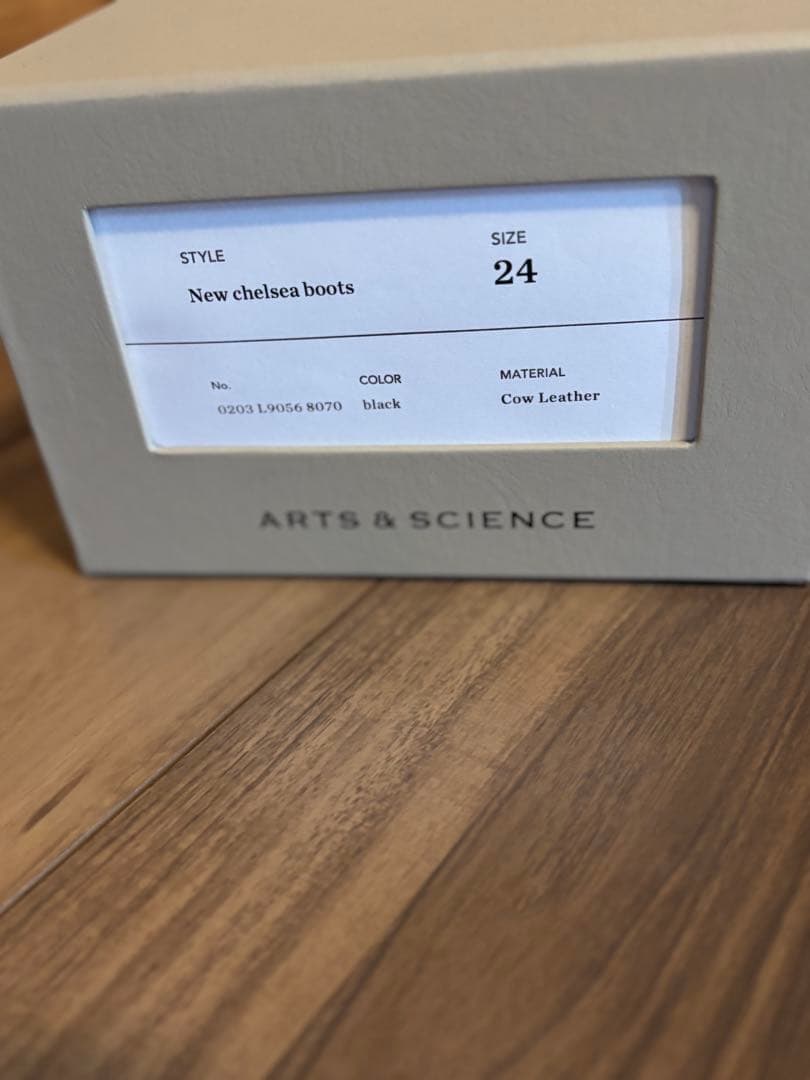 STYLE
New chelsea boots
SIZE
24
No.
0203 L9056 8070
COLOR
black
MATERIAL
Cow Leather
ARTS & SCIENCE